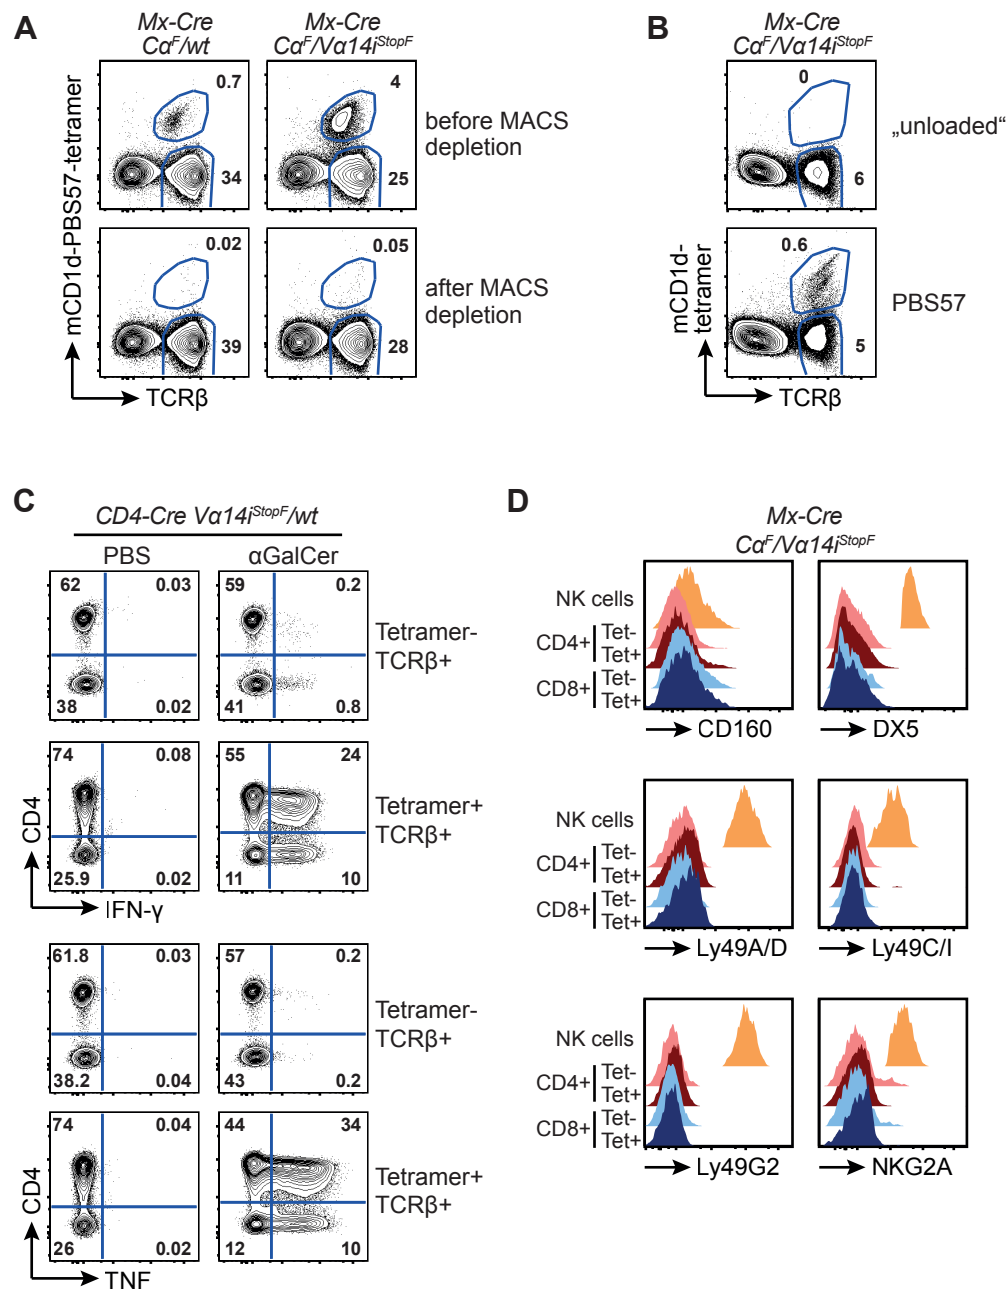 A
Mx-Cre
CαF/wt
Mx-Cre
CαF/Vα14iStopF
0.7
4
34
25
before MACS
depletion
0.02
0.05
39
28
after MACS
depletion
mCD1d-PBS57-tetramer
TCRβ
B
Mx-Cre
CαF/Vα14iStopF
0
6
„unloaded“
0.6
5
PBS57
mCD1d-
tetramer
TCRβ
C
CD4-Cre Vα14iStopF/wt
PBS
αGalCer
62
0.03
59
0.2
38
0.02
41
0.8
Tetramer-
TCRβ+
74
0.08
55
24
25.9
0.02
11
10
Tetramer+
TCRβ+
CD4
IFN-γ
61.8
0.03
57
0.2
38.2
0.04
43
0.2
Tetramer-
TCRβ+
74
0.04
44
34
26
0.02
12
10
Tetramer+
TCRβ+
CD4
TNF
D
Mx-Cre
CαF/Vα14iStopF
NK cells
CD4+
Tet-
Tet+
CD8+
Tet-
Tet+
CD160
DX5
NK cells
CD4+
Tet-
Tet+
CD8+
Tet-
Tet+
Ly49A/D
Ly49C/I
NK cells
CD4+
Tet-
Tet+
CD8+
Tet-
Tet+
Ly49G2
NKG2A